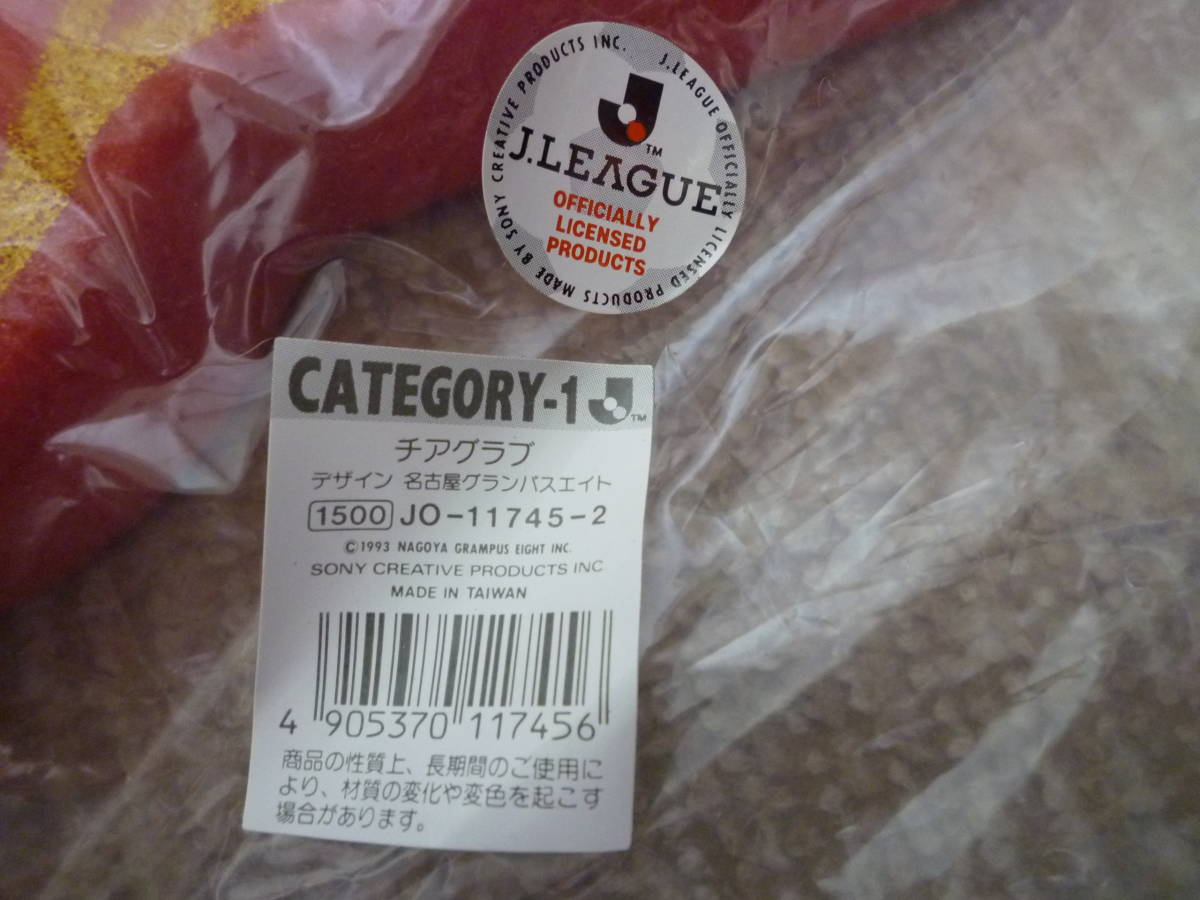 J.LEAGUE OFFICIALLY LICENSED PRODUCTS MADE BY SONY CREATIVE PRODUCTS INC.
J
TM
J.LEAGUE
OFFICIALLY
LICENSED
PRODUCTS
CATEGORY-1 J TM
チアグラブ
デザイン 名古屋グランパスエイト
1500 JO-11745-2
©1993 NAGOYA GRAMPUS EIGHT INC.
SONY CREATIVE PRODUCTS INC.
MADE IN TAIWAN
4 905370 117456
商品の性質上、長期間のご使用に
より、材質の変化や変色を起こす
場合があります。